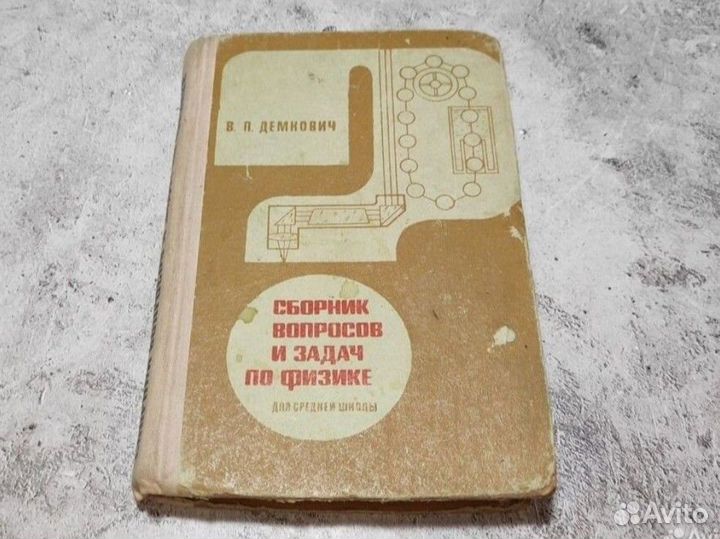 В. П. ДЕМКОВИЧ
СБОРНИК
ВОПРОСОВ
И ЗАДАЧ
ПО ФИЗИКЕ
ДЛЯ СРЕДНЕЙ ШКОЛЫ
Avito